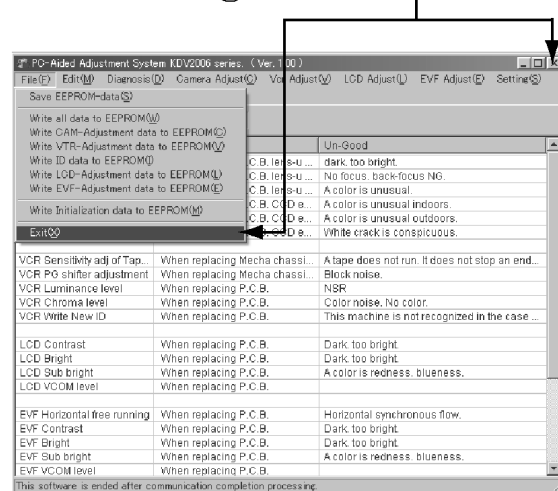 PC-Aided Adjustment System KDV2006 series. ( Ver. 1.00 )
File(F) Edit(M) Diagnosis(D) Camera Adjust(C) Vcr Adjust(V) LCD Adjust(L) EVF Adjust(E) Setting(S)
Save EEPROM-data(S)
Write all data to EEPROM(W)
Write CAM-Adjustment data to EEPROM(C)
Write VTR-Adjustment data to EEPROM(V)
Write ID data to EEPROM(I)
Write LCD-Adjustment data to EEPROM(L)
Write EVF-Adjustment data to EEPROM(E)
Write Initialization data to EEPROM(M)
Exit(X)
Un-Good
.C.B. lens-u ... dark. too bright.
.C.B. lens-u ... No focus. back-focus NG.
.C.B. lens-u ... A color is unusual.
.C.B. CCD e... A color is unusual indoors.
.C.B. CCD e... A color is unusual outdoors.
.C.B. CCD e... White crack is conspicuous.
VCR Sensitivity adj of Tap... When replacing Mecha chassi... A tape does not run. It does not stop an end...
VCR PG shifter adjustment When replacing Mecha chassi... Block noise.
VCR Luminance level When replacing P.C.B. NSR
VCR Chroma level When replacing P.C.B. Color noise. No color.
VCR Write New ID When replacing P.C.B. This machine is not recognized in the case ...
LCD Contrast When replacing P.C.B. Dark. too bright.
LCD Bright When replacing P.C.B. Dark. too bright.
LCD Sub bright When replacing P.C.B. A color is redness. blueness.
LCD VCOM level When replacing P.C.B.
EVF Horizontal free running When replacing P.C.B. Horizontal synchronous flow.
EVF Contrast When replacing P.C.B. Dark. too bright.
EVF Bright When replacing P.C.B. Dark. too bright.
EVF Sub bright When replacing P.C.B. A color is redness. blueness.
EVF VCOM level When replacing P.C.B.
This software is ended after communication completion processing.